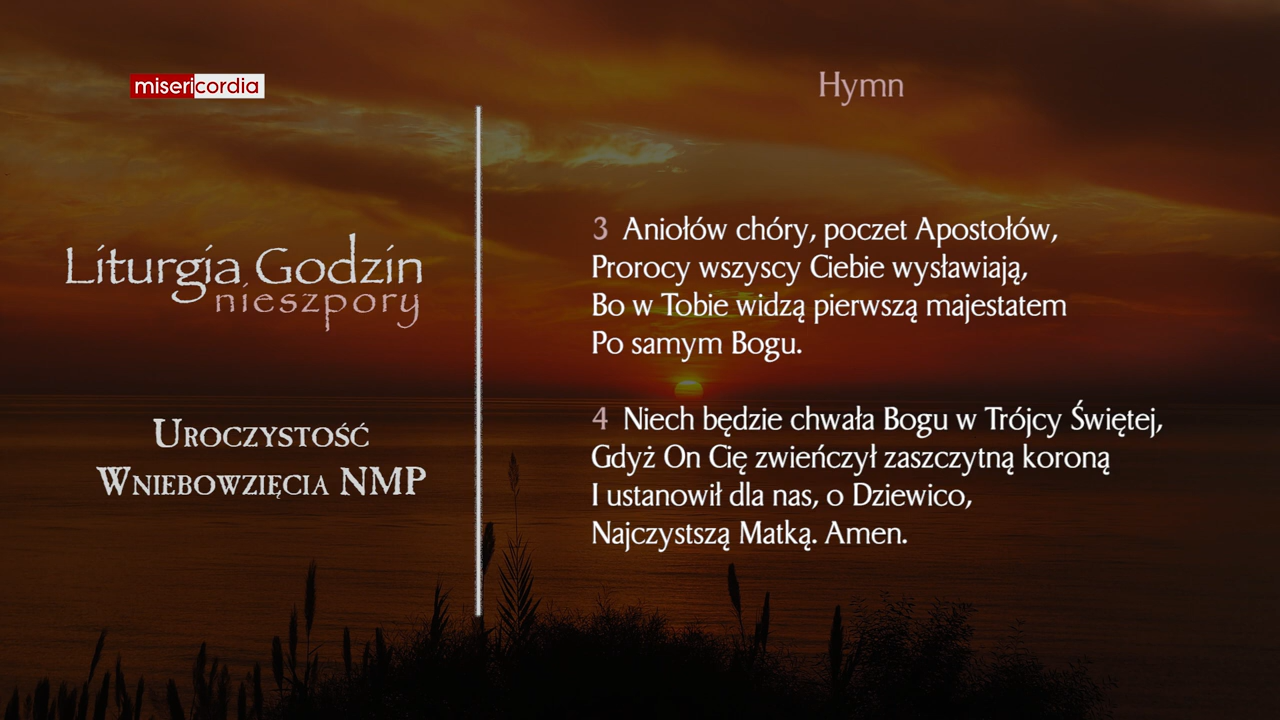 misericordia
Liturgia Godzin
nieszpory
Uroczystość
Wniebowzięcia NMP
Hymn
3 Aniołów chóry, poczet Apostołów,
Prorocy wszyscy Ciebie wysławiają,
Bo w Tobie widzą pierwszą majestatem
Po samym Bogu.
4 Niech będzie chwała Bogu w Trójcy Świętej,
Gdyż On Cię zwieńczył zaszczytną koroną
I ustanowił dla nas, o Dziewico,
Najczystszą Matką. Amen.